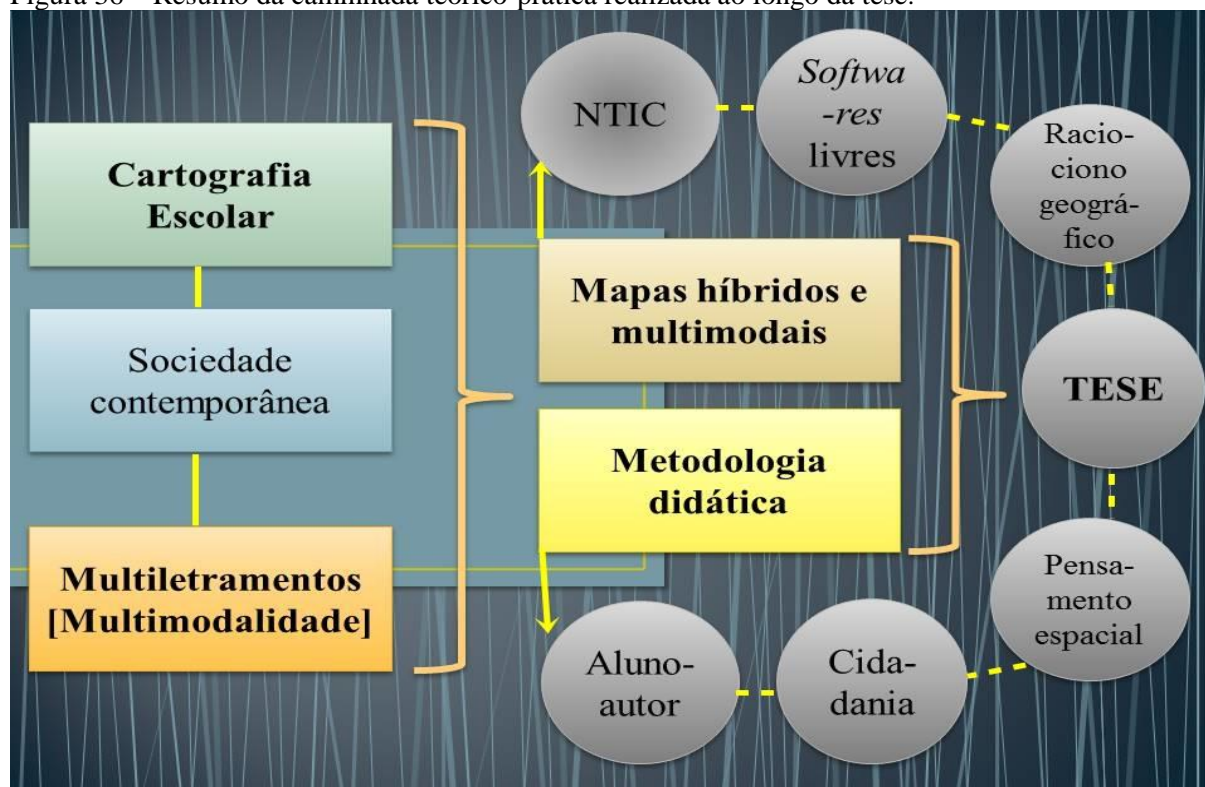 Figura 36 – Resumo da caminhada teórico-prática realizada ao longo da tese.
Cartografia
Escolar
Sociedade
contemporânea
Multiletramentos
[Multimodalidade]
Mapas híbridos e
multimodais
Metodologia
didática
NTIC
Softwa
-res
livres
Racio-
ciono
geográ-
fico
TESE
Pensa-
mento
espacial
Cida-
dania
Aluno-
autor